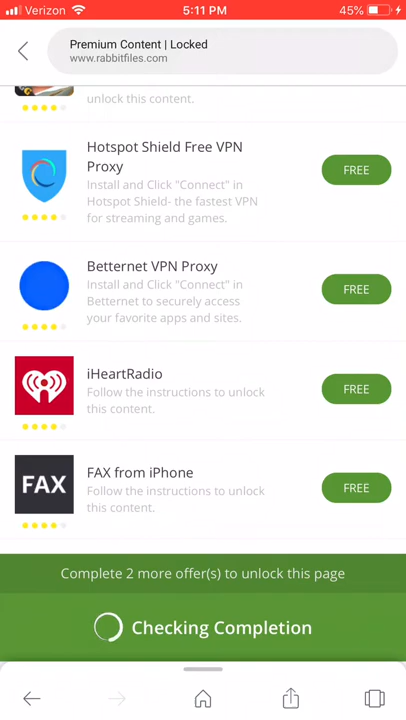 Verizon 5:11 PM 45%
Premium Content | Locked
www.rabbitfiles.com
unlock this content.
Hotspot Shield Free VPN
Proxy
Install and Click "Connect" in
Hotspot Shield- the fastest VPN
for streaming and games.
FREE
Betternet VPN Proxy
Install and Click "Connect" in
Betternet to securely access
your favorite apps and sites.
FREE
iHeartRadio
Follow the instructions to unlock
this content.
FREE
FAX
FAX from iPhone
Follow the instructions to unlock
this content.
FREE
Complete 2 more offer(s) to unlock this page
Checking Completion